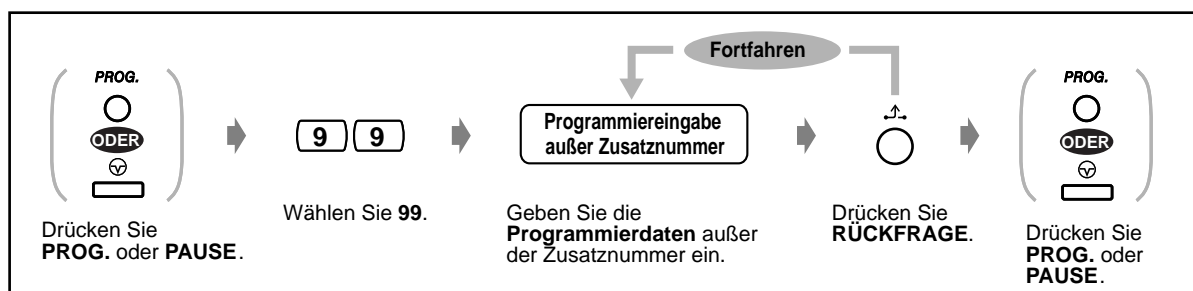 Fortfahren
PROG.
ODER
Drücken Sie
PROG. oder PAUSE.
9 9
Wählen Sie 99.
Programmiereingabe
außer Zusatznummer
Geben Sie die
Programmierdaten außer
der Zusatznummer ein.
Drücken Sie
RÜCKFRAGE.
PROG.
ODER
Drücken Sie
PROG. oder
PAUSE.